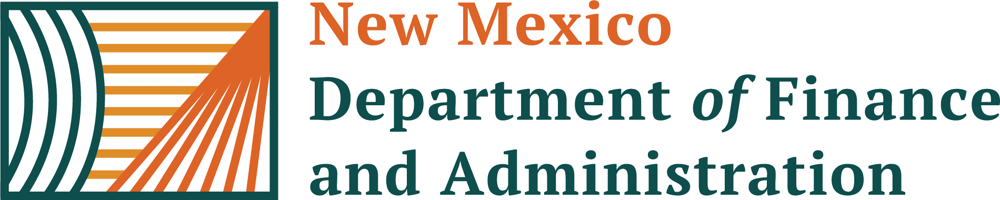 New Mexico
Department of Finance
and Administration